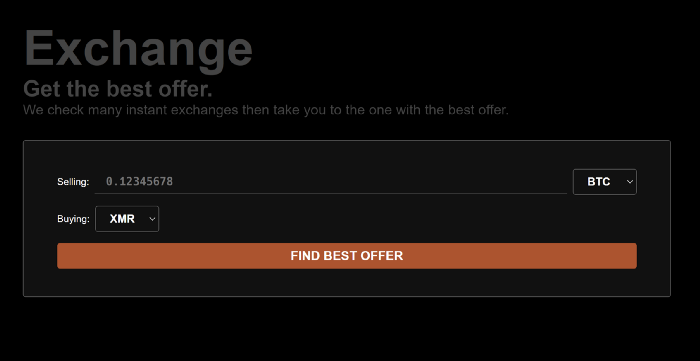 Exchange
Get the best offer.
We check many instant exchanges then take you to the one with the best offer.
Selling: 0.12345678 BTC
Buying: XMR
FIND BEST OFFER